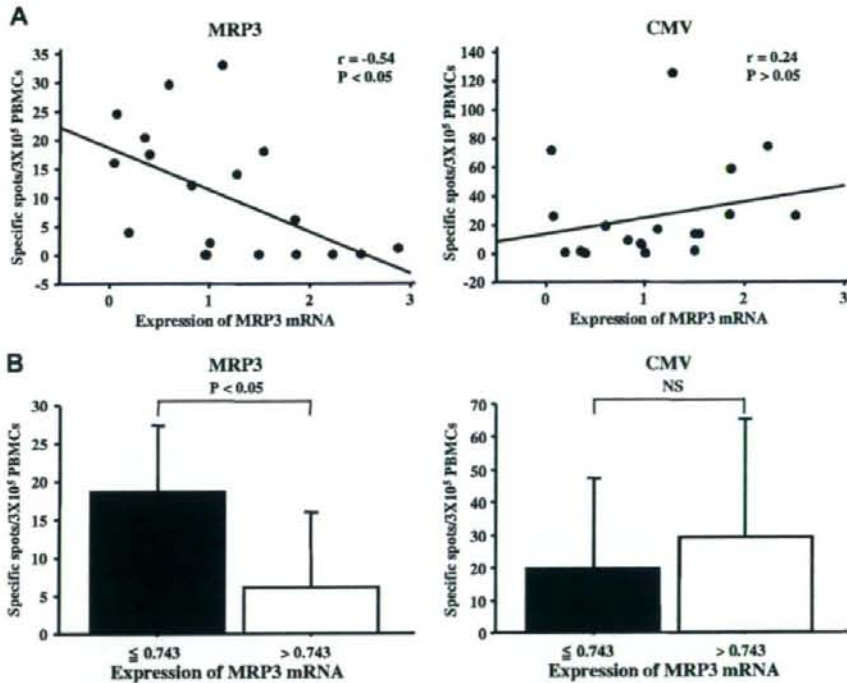 A
MRP3
r = -0.54
P < 0.05
35
30
25
20
15
10
5
0
-5
Specific spots/3X10⁵ PBMCs
0 1 2 3
Expression of MRP3 mRNA
CMV
r = 0.24
P > 0.05
140
120
100
80
60
40
20
0
-20
Specific spots/3X10⁵ PBMCs
0 1 2 3
Expression of MRP3 mRNA
B
MRP3
P < 0.05
30
25
20
15
10
5
0
Specific spots/3X10⁵ PBMCs
≦ 0.743 > 0.743
Expression of MRP3 mRNA
CMV
NS
70
60
50
40
30
20
10
0
Specific spots/3X10⁵ PBMCs
≦ 0.743 > 0.743
Expression of MRP3 mRNA